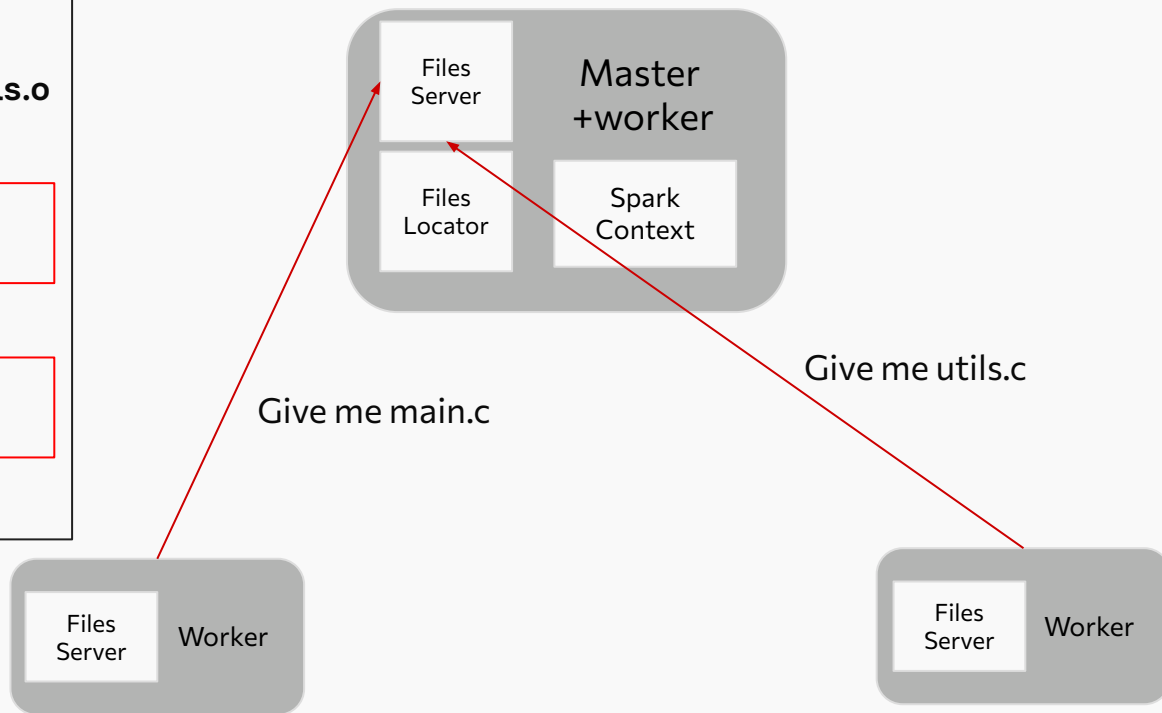 s.o
Files
Server
Master
+worker
Files
Locator
Spark
Context
Give me utils.c
Give me main.c
Files
Server
Worker
Files
Server
Worker